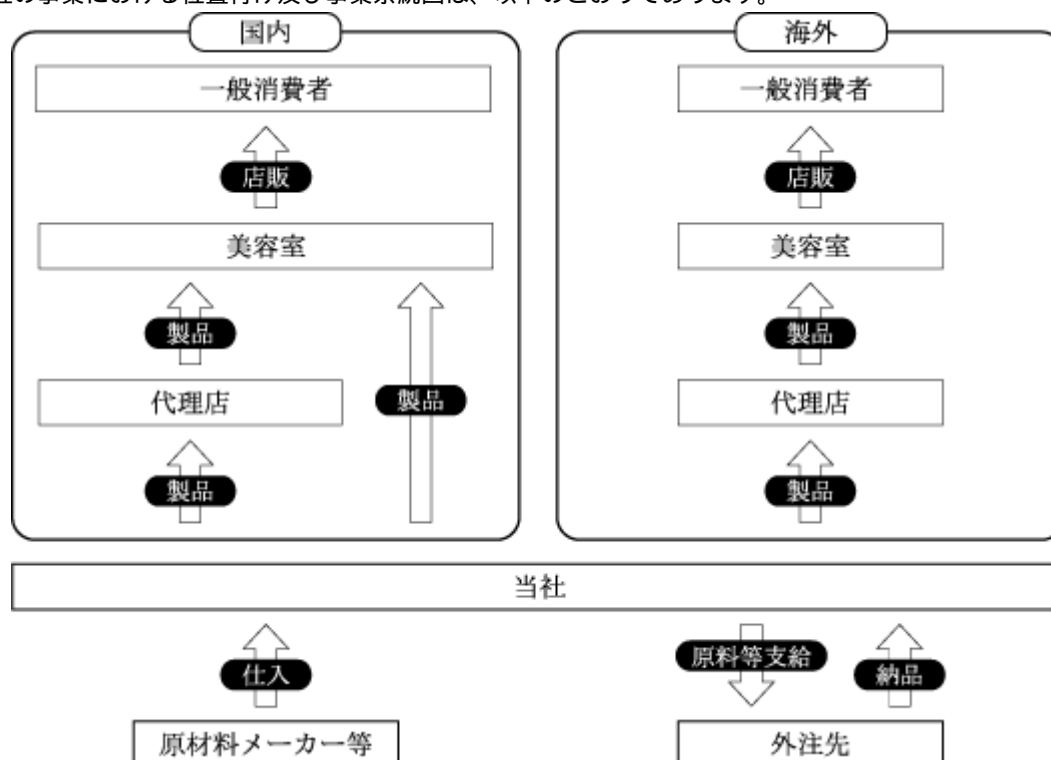 社の事業における位置付け及び事業系統図は、以下のとおりであります。
国内
海外
一般消費者
一般消費者
店販
店販
美容室
美容室
製品
製品
代理店
製品
代理店
製品
製品
当社
仕入
原料等支給
納品
原材料メーカー等
外注先